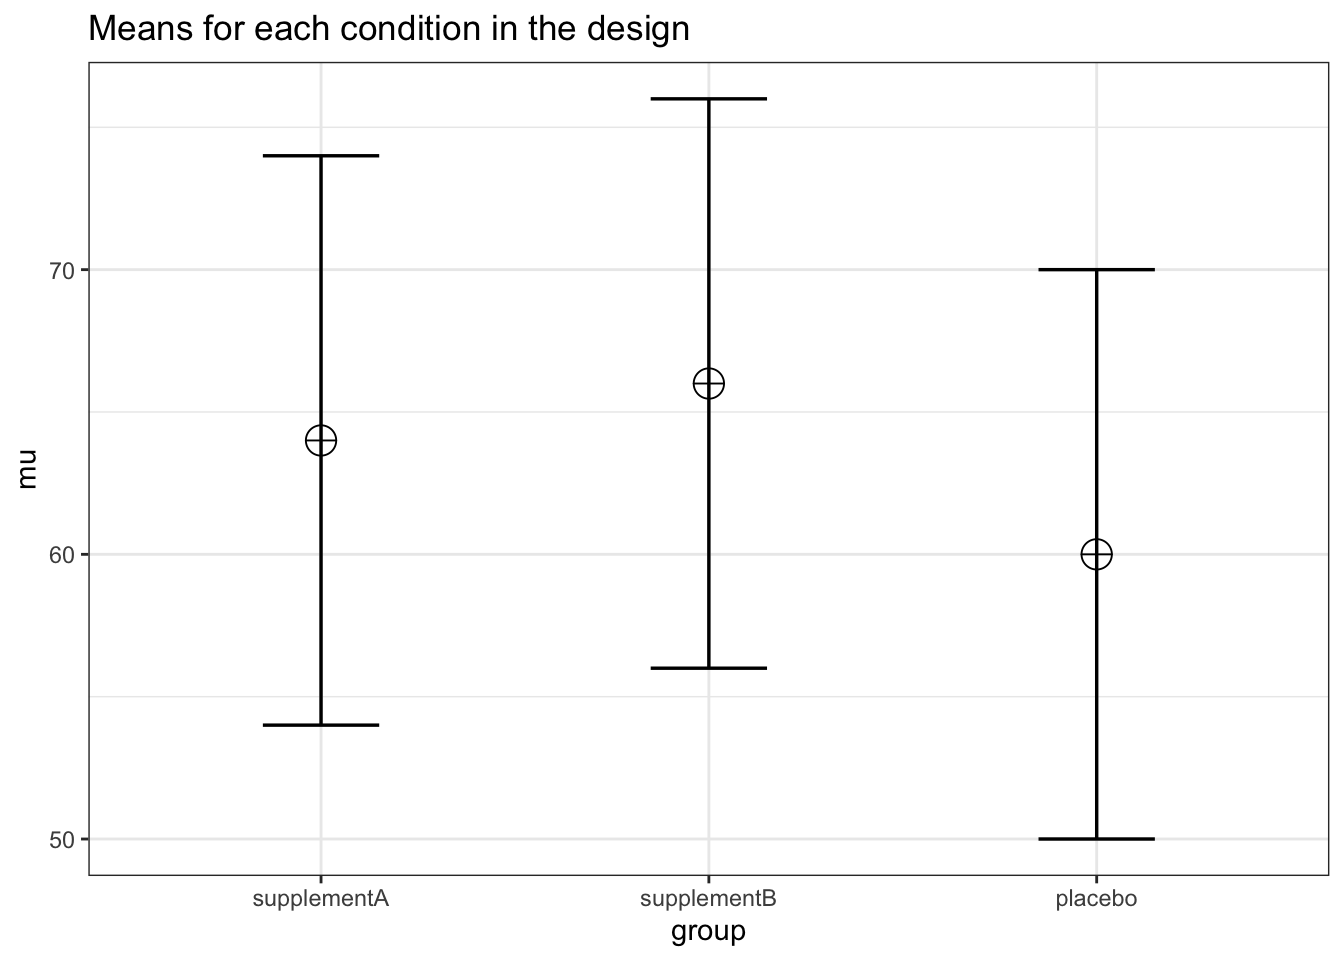 Means for each condition in the design
70
60
50
mu
supplementA
supplementB
placebo
group